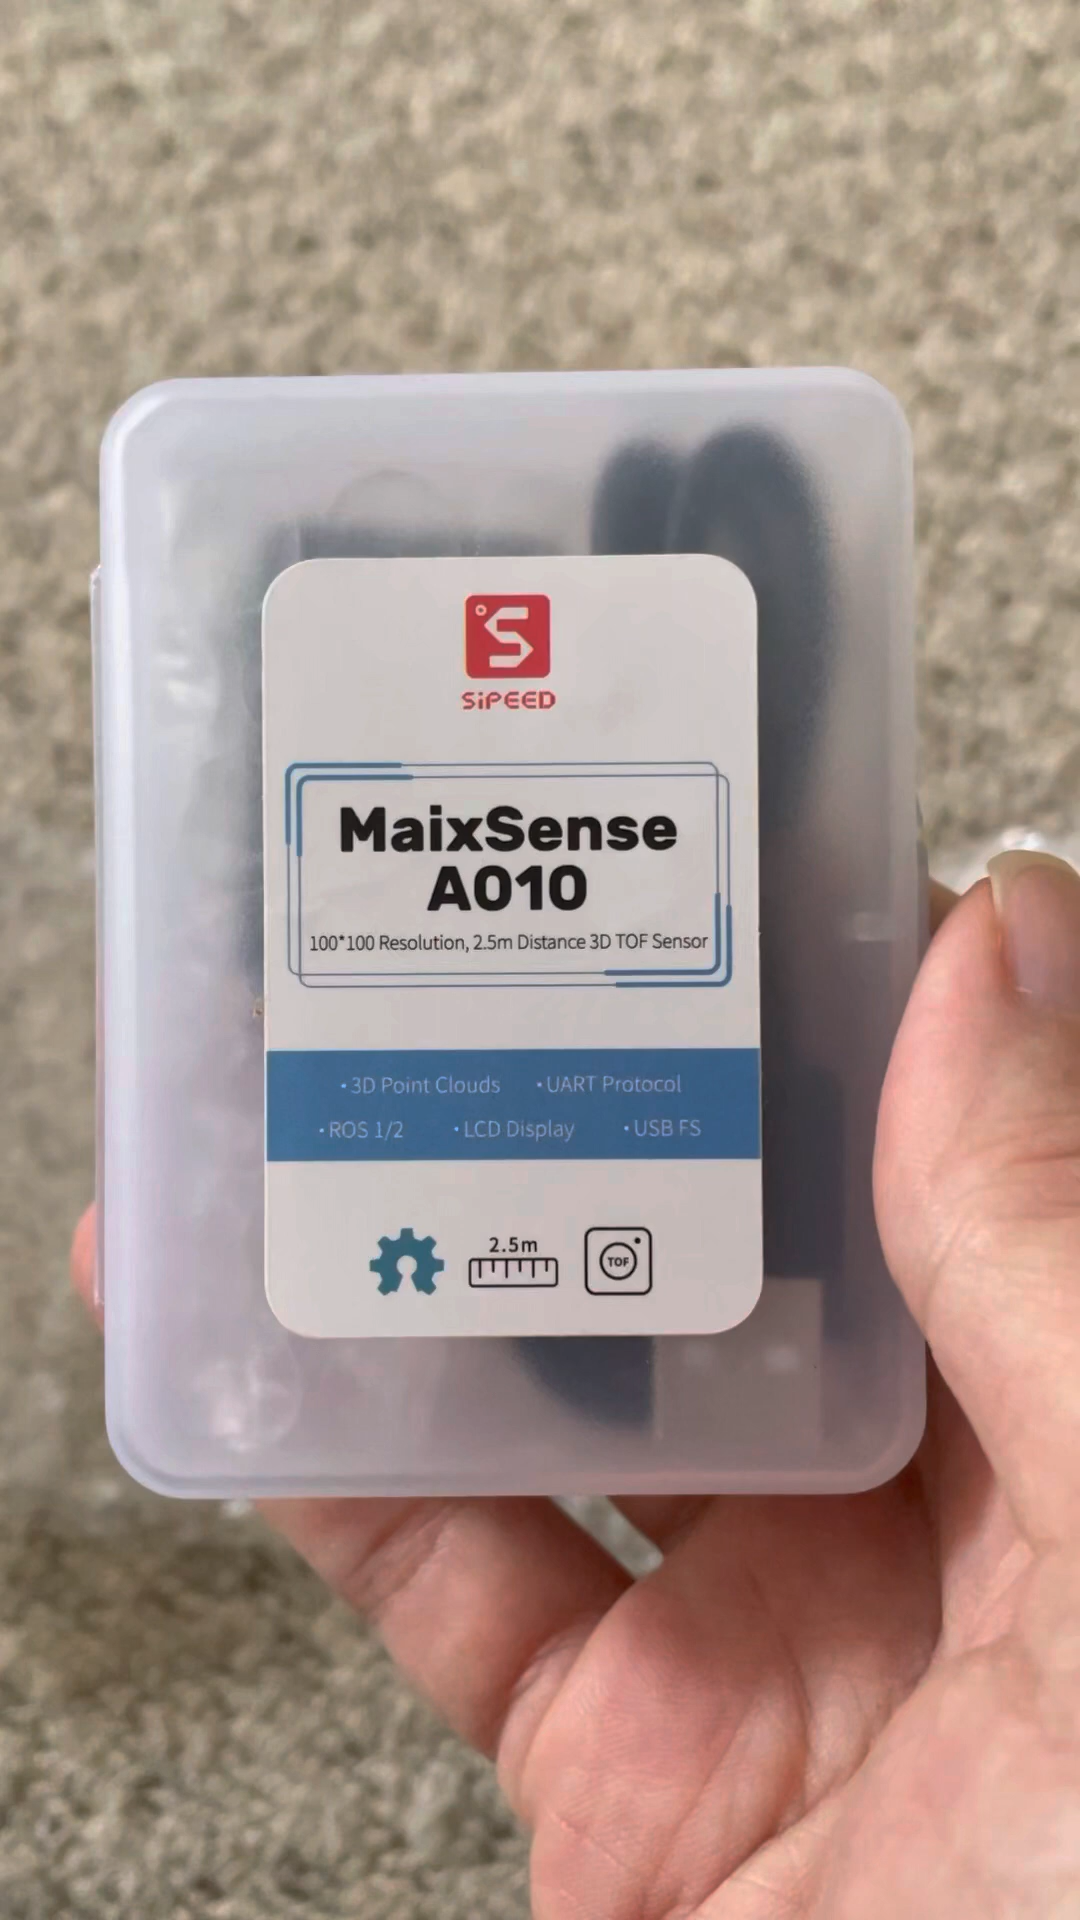 SiPEED
MaixSense
A010
100*100 Resolution, 2.5m Distance 3D TOF Sensor
• 3D Point Clouds • UART Protocol
• ROS 1/2 • LCD Display • USB FS
2.5m
TOF